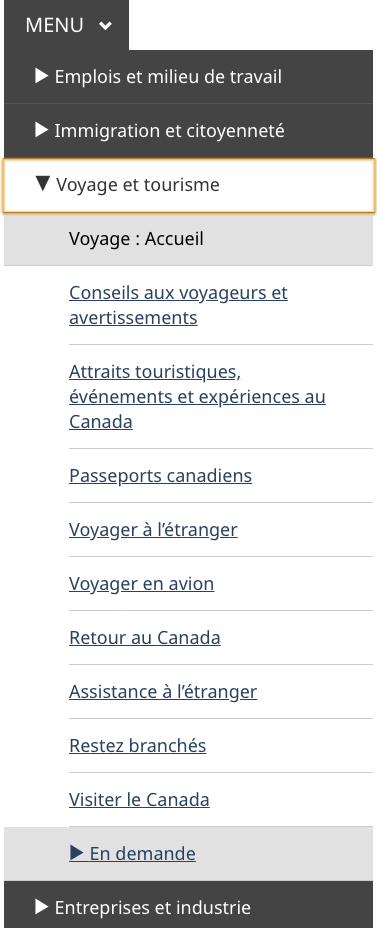 MENU
Emplois et milieu de travail
Immigration et citoyenneté
Voyage et tourisme
Voyage : Accueil
Conseils aux voyageurs et
avertissements
Attraits touristiques,
événements et expériences au
Canada
Passeports canadiens
Voyager à l’étranger
Voyager en avion
Retour au Canada
Assistance à l’étranger
Restez branchés
Visiter le Canada
En demande
Entreprises et industrie